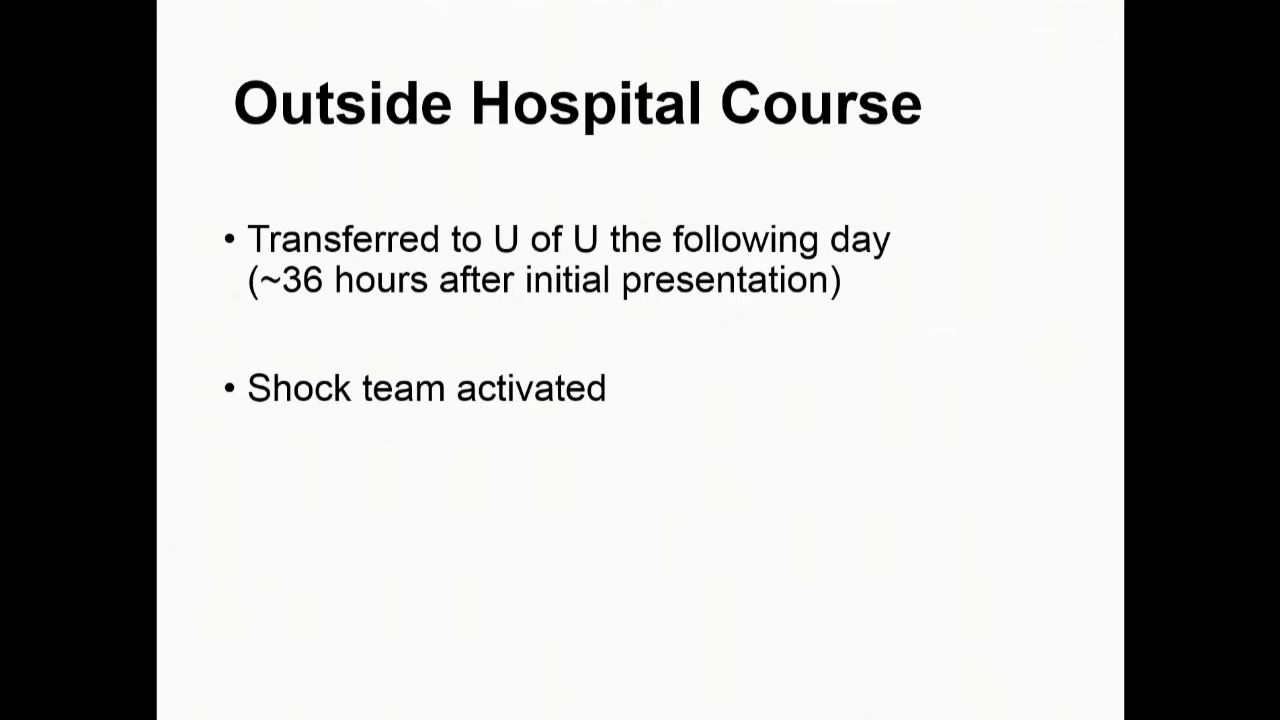 Outside Hospital Course
• Transferred to U of U the following day
(~36 hours after initial presentation)
• Shock team activated